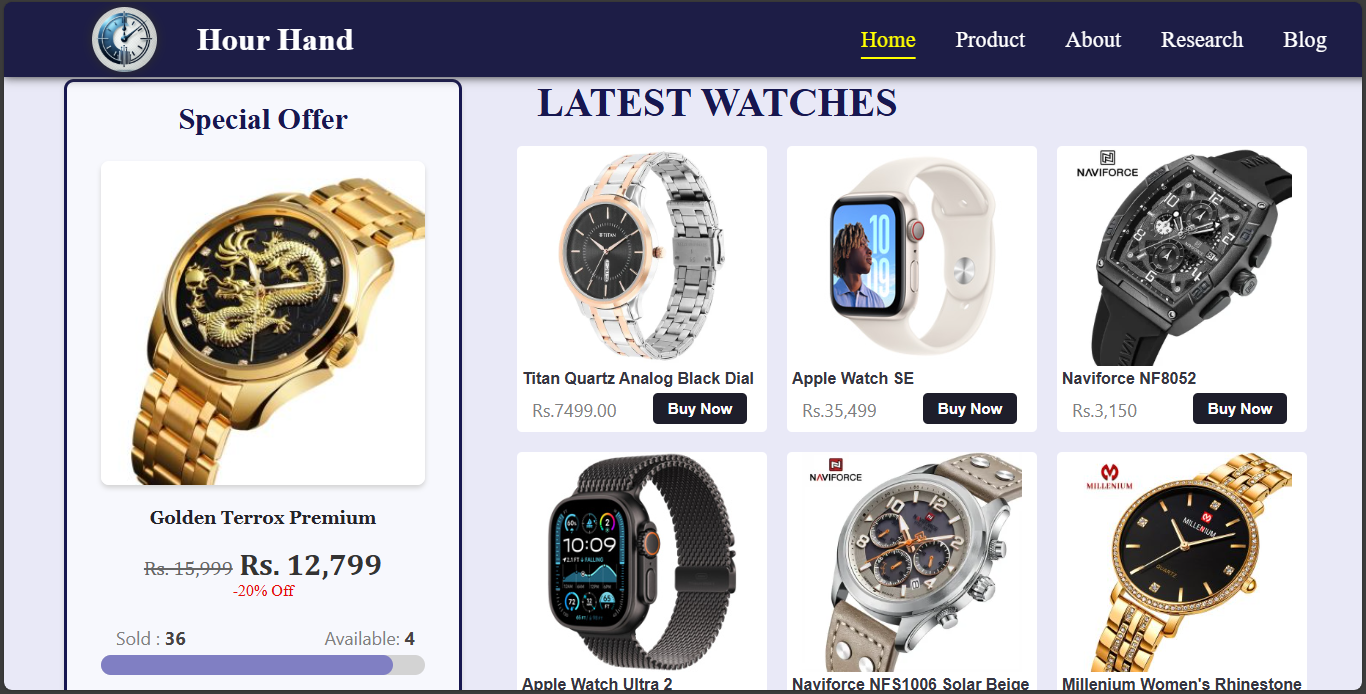 Hour Hand
Home Product About Research Blog
Special Offer
Golden Terrox Premium
Rs. 15,999 Rs. 12,799
-20% Off
Sold : 36 Available: 4
LATEST WATCHES
TITAN
Titan Quartz Analog Black Dial
Rs.7499.00 Buy Now
10
09
Apple Watch SE
Rs.35,499 Buy Now
NAVIFORCE
Naviforce NF8052
Rs.3,150 Buy Now
10:09
Apple Watch Ultra 2
NAVIFORCE
Naviforce NFS1006 Solar Beige
MILLENIUM
MILLENIUM
QUARTZ
Millenium Women's Rhinestone